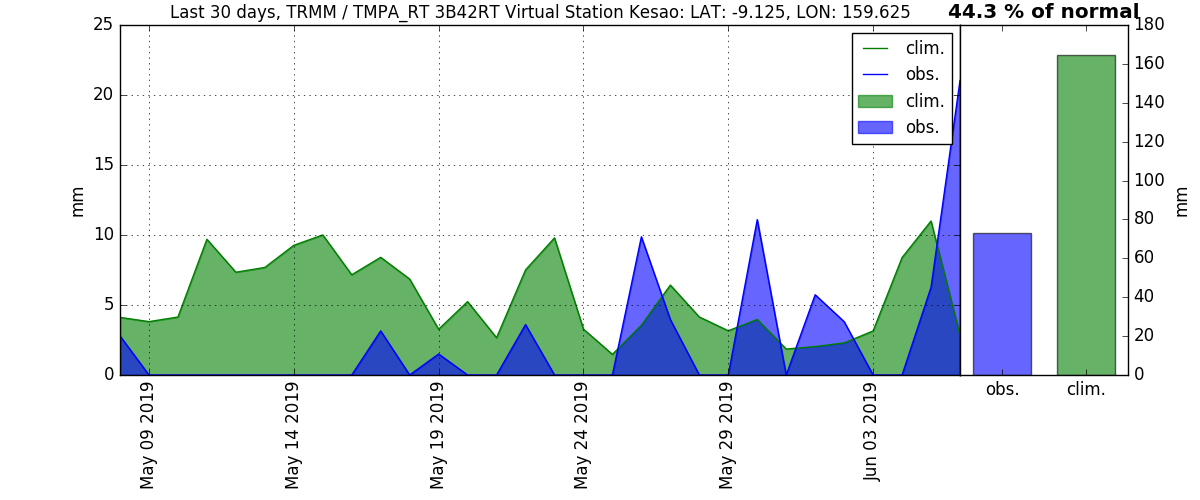 Last 30 days, TRMM / TMPA_RT 3B42RT Virtual Station Kesao: LAT: -9.125, LON: 159.625
44.3 % of normal
25
20
15
10
5
0
mm
clim.
obs.
clim.
obs.
180
160
140
120
100
80
60
40
20
0
mm
May 09 2019
May 14 2019
May 19 2019
May 24 2019
May 29 2019
Jun 03 2019
obs.
clim.